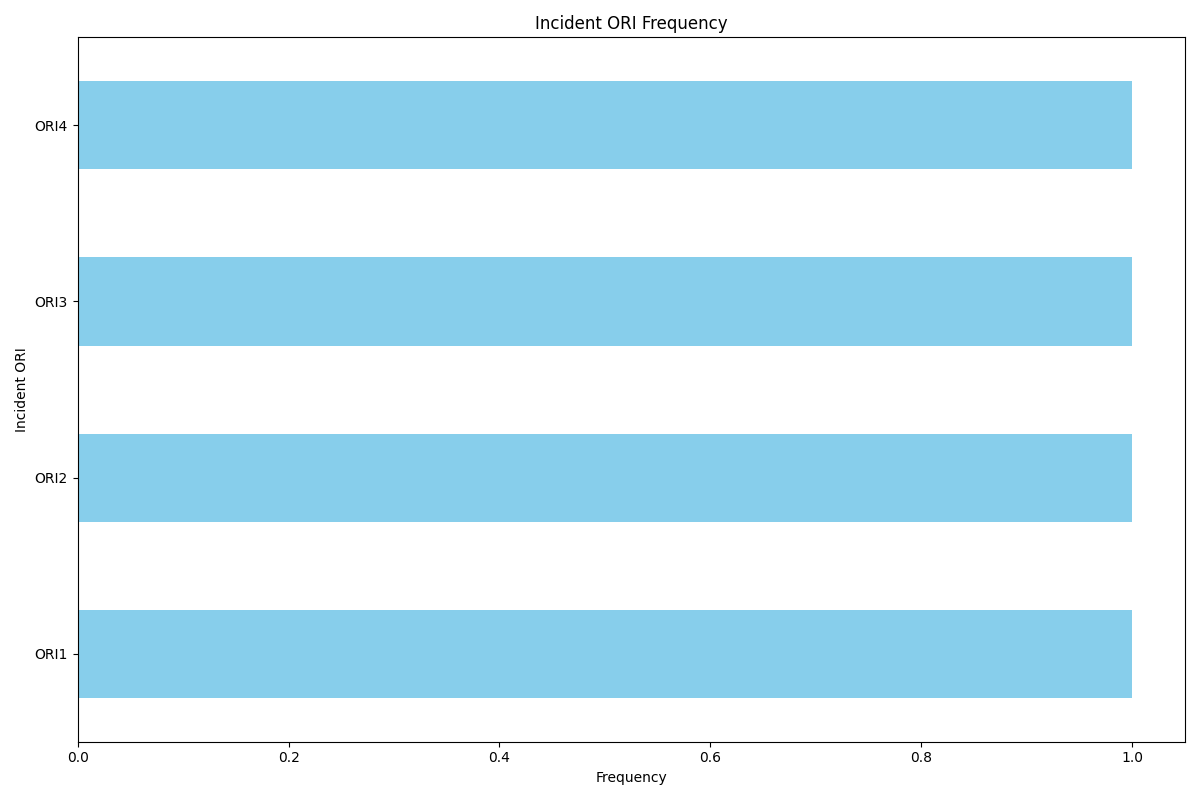 Incident ORI Frequency
ORI4
ORI3
ORI2
ORI1
Incident ORI
0.0 0.2 0.4 0.6 0.8 1.0
Frequency